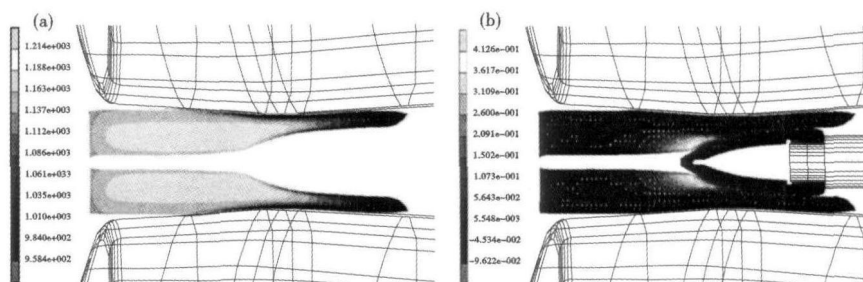 (a)
1.214e+003
1.188e+003
1.163e+003
1.137e+003
1.112e+003
1.086e+003
1.061e+033
1.035e+003
1.010e+003
9.840e+002
9.584e+002
(b)
4.126e-001
3.617e-001
3.109e-001
2.600e-001
2.091e-001
1.502e-001
1.073e-001
5.643e-002
5.548e-003
-4.534e-002
-9.622e-002